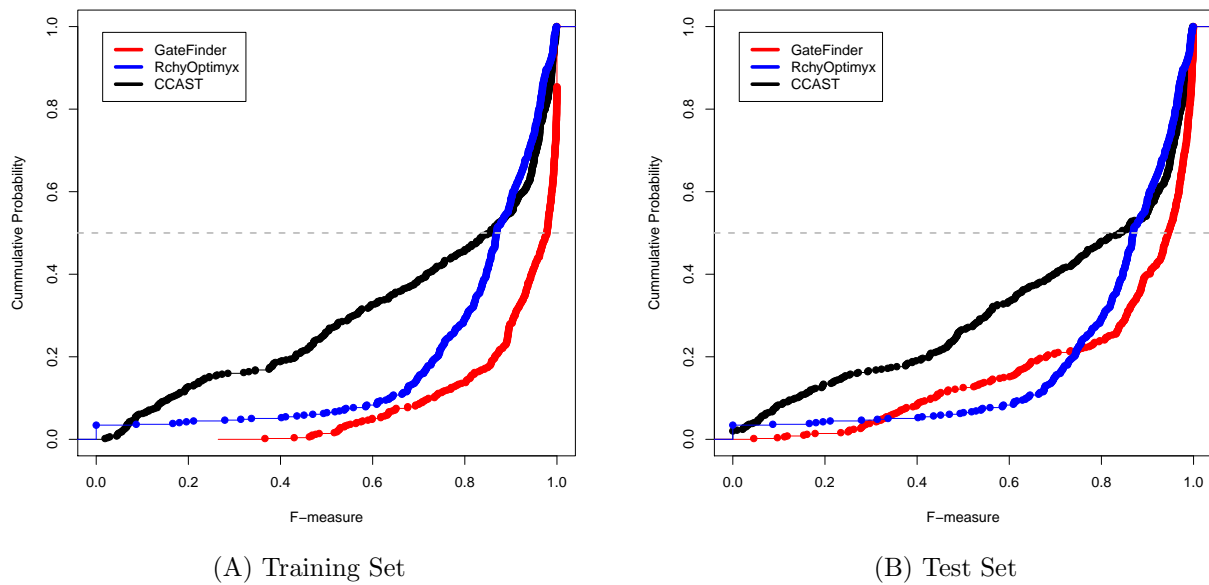 1.0
0.8
0.6
0.4
0.2
0.0
Cummulative Probability
GateFinder
RchyOptimyx
CCAST
0.0 0.2 0.4 0.6 0.8 1.0
F−measure
(A) Training Set
1.0
0.8
0.6
0.4
0.2
0.0
Cummulative Probability
GateFinder
RchyOptimyx
CCAST
0.0 0.2 0.4 0.6 0.8 1.0
F−measure
(B) Test Set